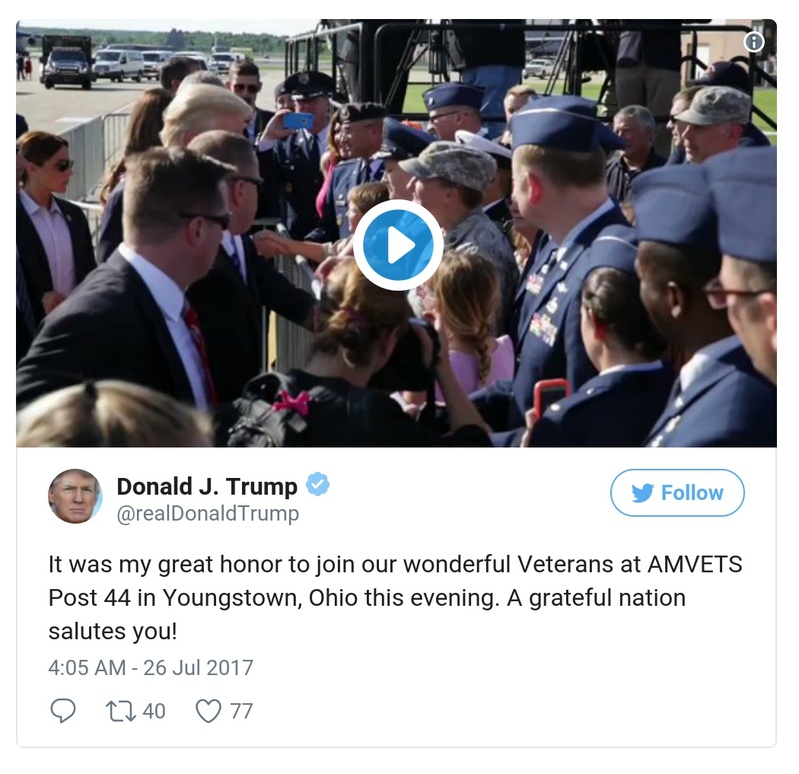 Donald J. Trump
Follow
@realDonaldTrump
It was my great honor to join our wonderful Veterans at AMVETS
Post 44 in Youngstown, Ohio this evening. A grateful nation
salutes you!
4:05 AM - 26 Jul 2017
40 77